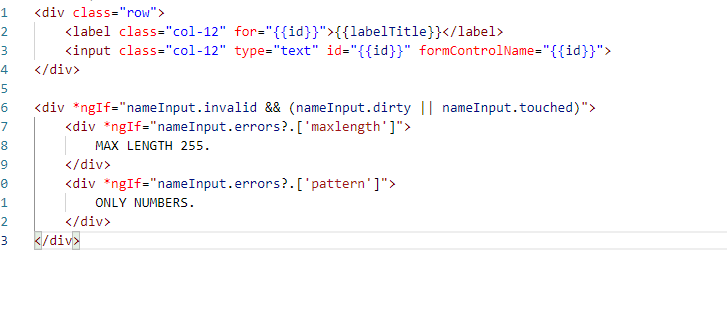 1 <div class="row">
2     <label class="col-12" for="{{id}}">{{labelTitle}}</label>
3     <input class="col-12" type="text" id="{{id}}" formControlName="{{id}}">
4 </div>
5
6 <div *ngIf="nameInput.invalid && (nameInput.dirty || nameInput.touched)">
7     <div *ngIf="nameInput.errors?.['maxlength']">
8         MAX LENGTH 255.
9     </div>
0     <div *ngIf="nameInput.errors?.['pattern']">
1         ONLY NUMBERS.
2     </div>
3 </div>